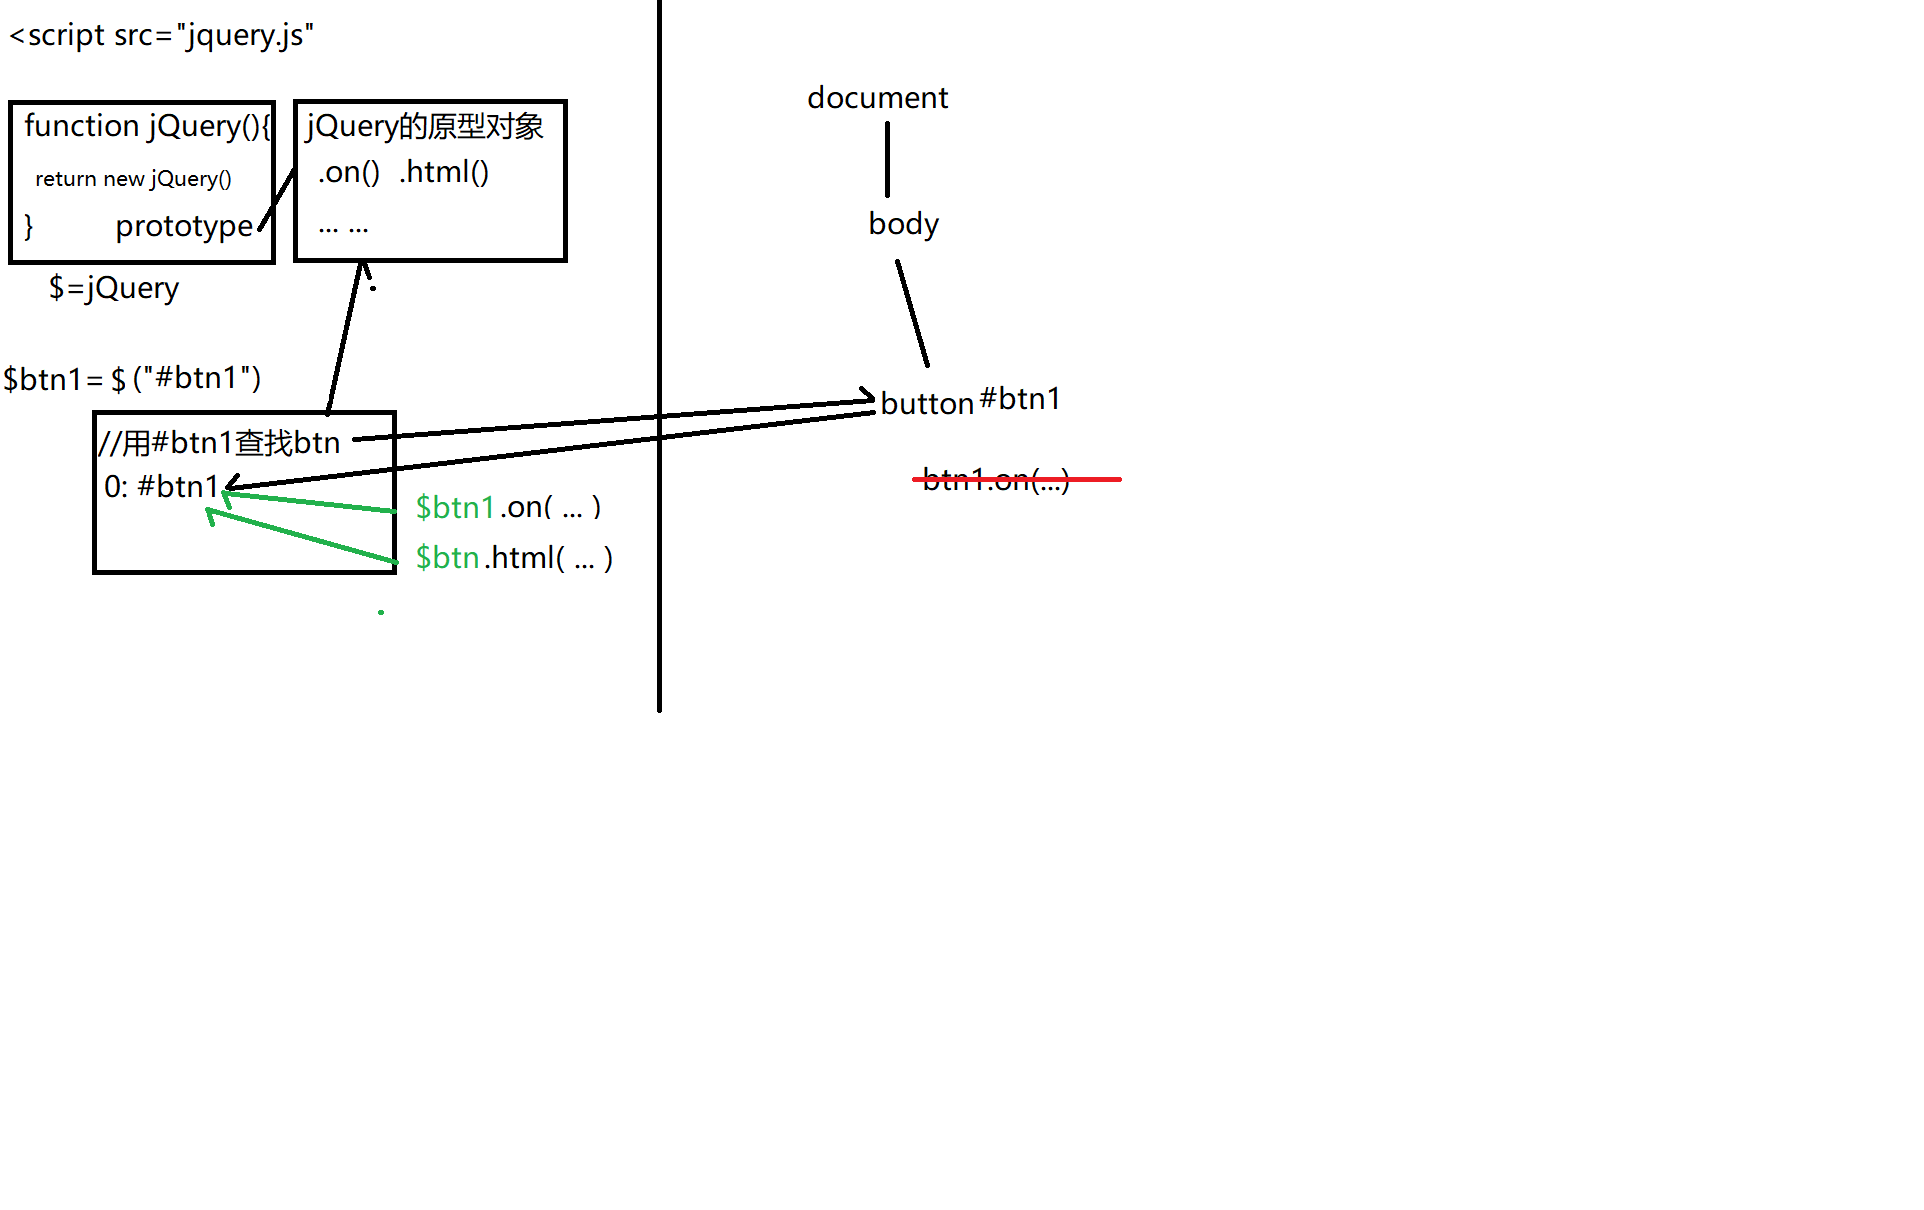 <script src="jquery.js"
function jQuery(){
return new jQuery()
} prototype
jQuery的原型对象
.on() .html()
... ...
$=jQuery
$btn1=$("#btn1")
//用#btn1查找btn
0: #btn1
$btn1.on( ... )
$btn.html( ... )
document
body
button #btn1
btn1.on(...)